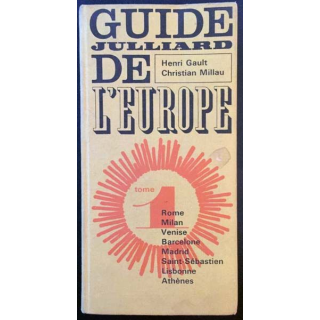 GUIDE
JULLIARD
DE
Henri Gault
Christian Millau
L'EUROPE
tome
1
Rome
Milan
Venise
Barcelone
Madrid
Saint-Sébastien
Lisbonne
Athènes